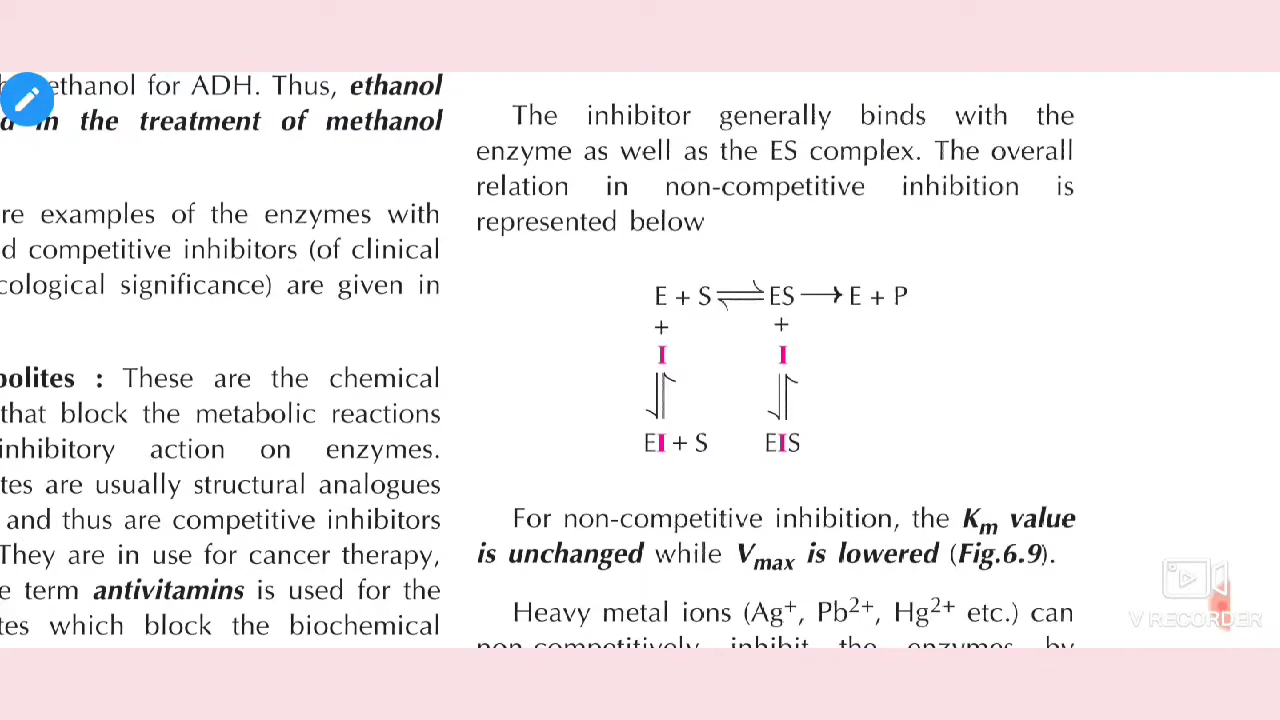 ethanol for ADH. Thus, ethanol
in the treatment of methanol
re examples of the enzymes with
d competitive inhibitors (of clinical
cological significance) are given in
olites : These are the chemical
that block the metabolic reactions
inhibitory action on enzymes.
tes are usually structural analogues
and thus are competitive inhibitors
They are in use for cancer therapy,
e term antivitamins is used for the
tes which block the biochemical
The inhibitor generally binds with the
enzyme as well as the ES complex. The overall
relation in non-competitive inhibition is
represented below
E + S ⇌ ES ⟶ E + P
+ +
I I
⇌ ⇌
EI + S EIS
For non-competitive inhibition, the Km value
is unchanged while Vmax is lowered (Fig.6.9).
Heavy metal ions (Ag⁺, Pb²⁺, Hg²⁺ etc.) can
non-competitively inhibit the enzymes by
V RECORDER